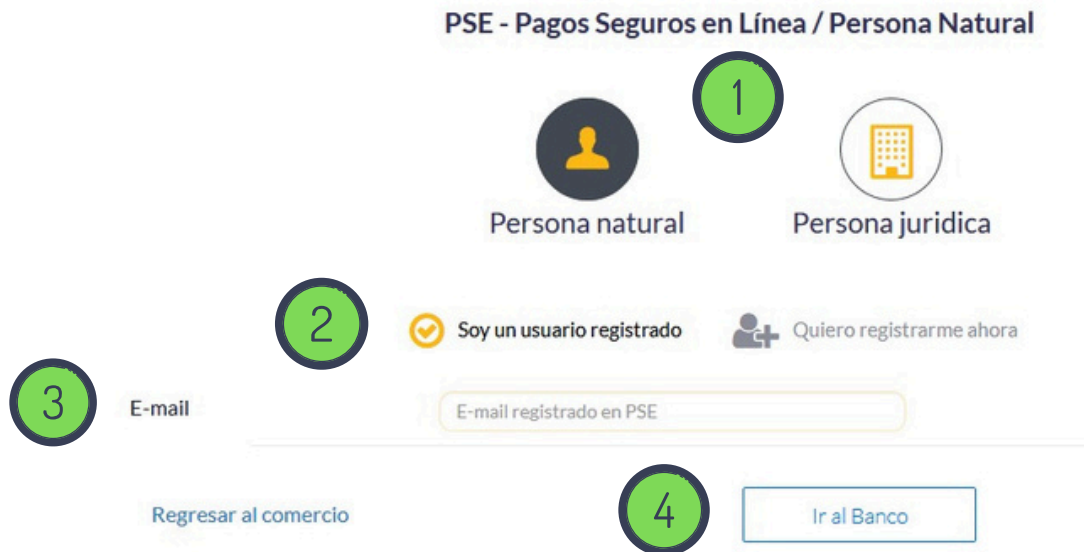 PSE - Pagos Seguros en Línea / Persona Natural
1
Persona natural Persona juridica
2 Soy un usuario registrado Quiero registrarme ahora
3 E-mail E-mail registrado en PSE
Regresar al comercio 4 Ir al Banco